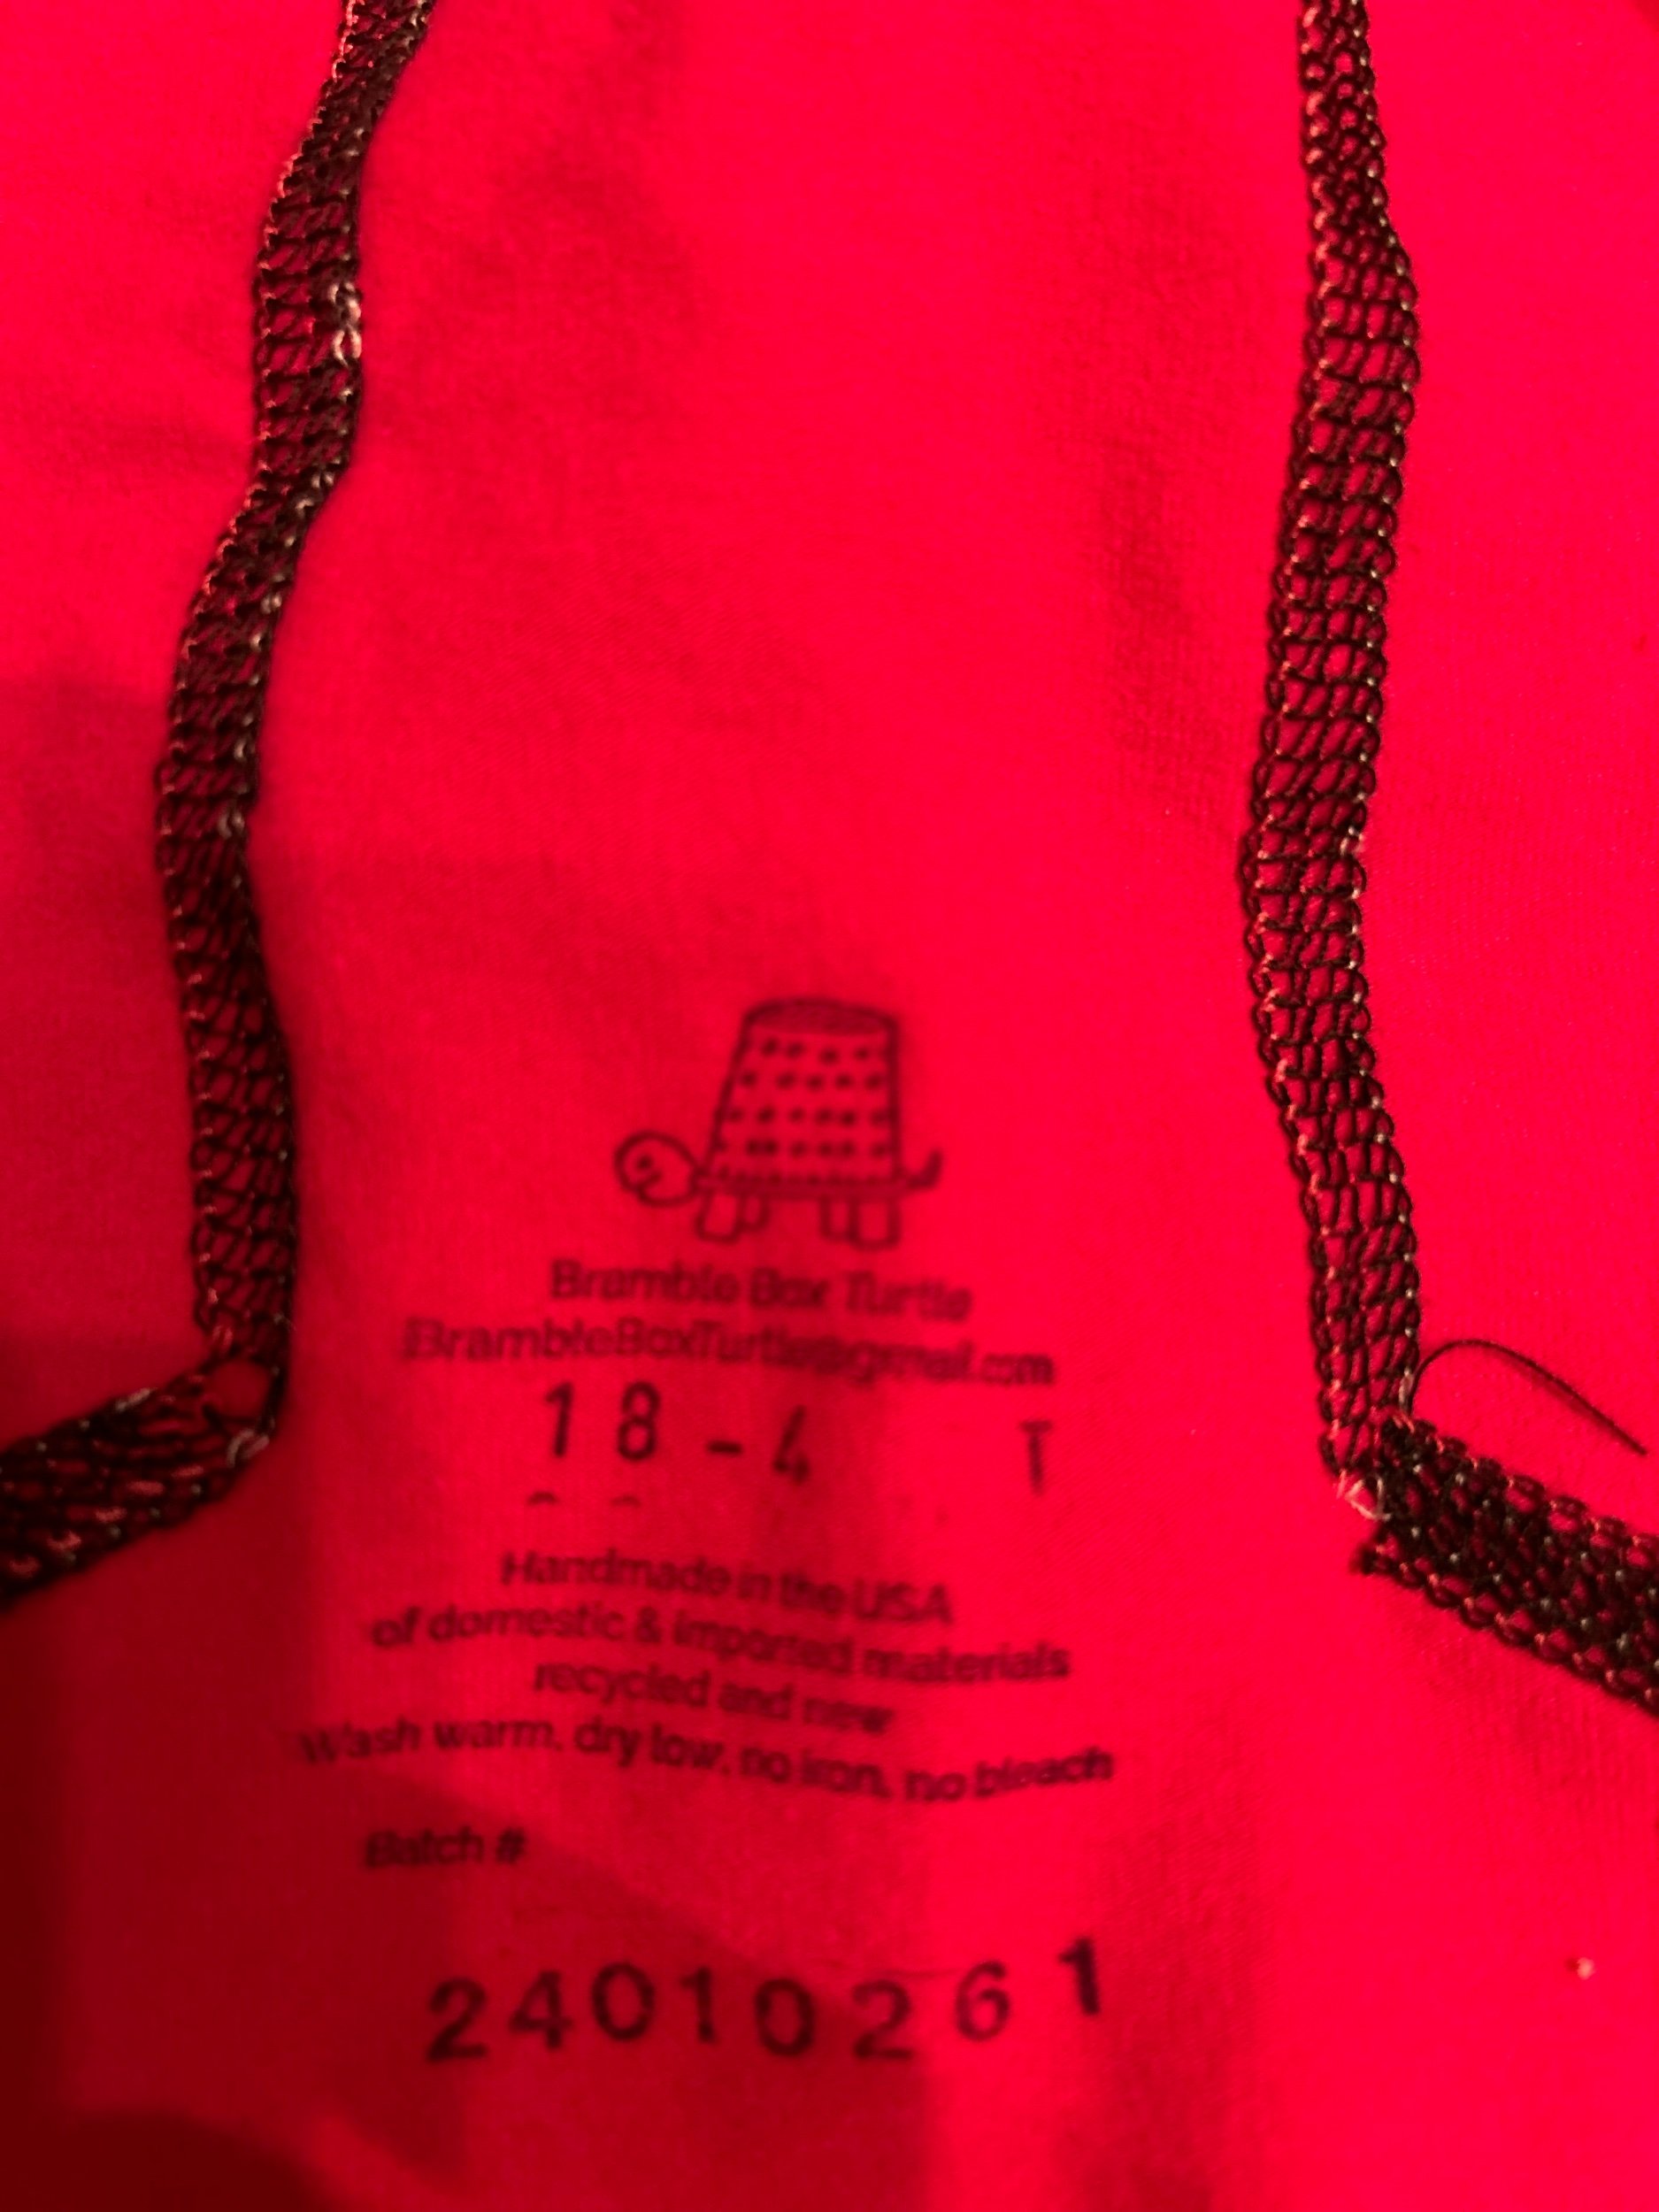 Bramble Box Turtle
BrambleBoxTurtle@gmail.com
18-4 T
Handmade in the USA
of domestic & imported materials
recycled and new
Wash warm, dry low, no iron, no bleach
Batch #
24010261